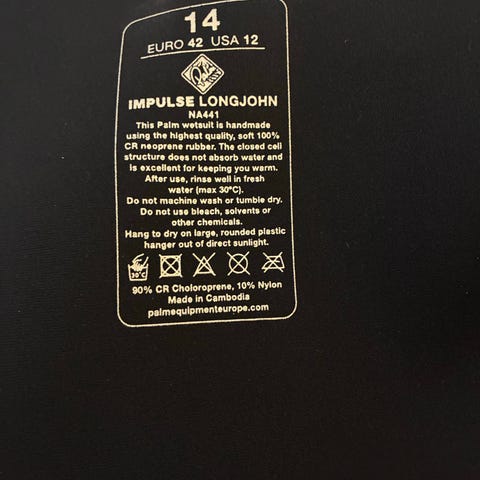 14
EURO 42 USA 12
Palm
IMPULSE LONGJOHN
NA441
This Palm wetsuit is handmade
using the highest quality, soft 100%
CR neoprene rubber. The closed cell
structure does not absorb water and
is excellent for keeping you warm.
After use, rinse well in fresh
water (max 30°C).
Do not machine wash or tumble dry.
Do not use bleach, solvents or
other chemicals.
Hang to dry on large, rounded plastic
hanger out of direct sunlight.
30°C
90% CR Choloroprene, 10% Nylon
Made in Cambodia
palmequipmenteurope.com